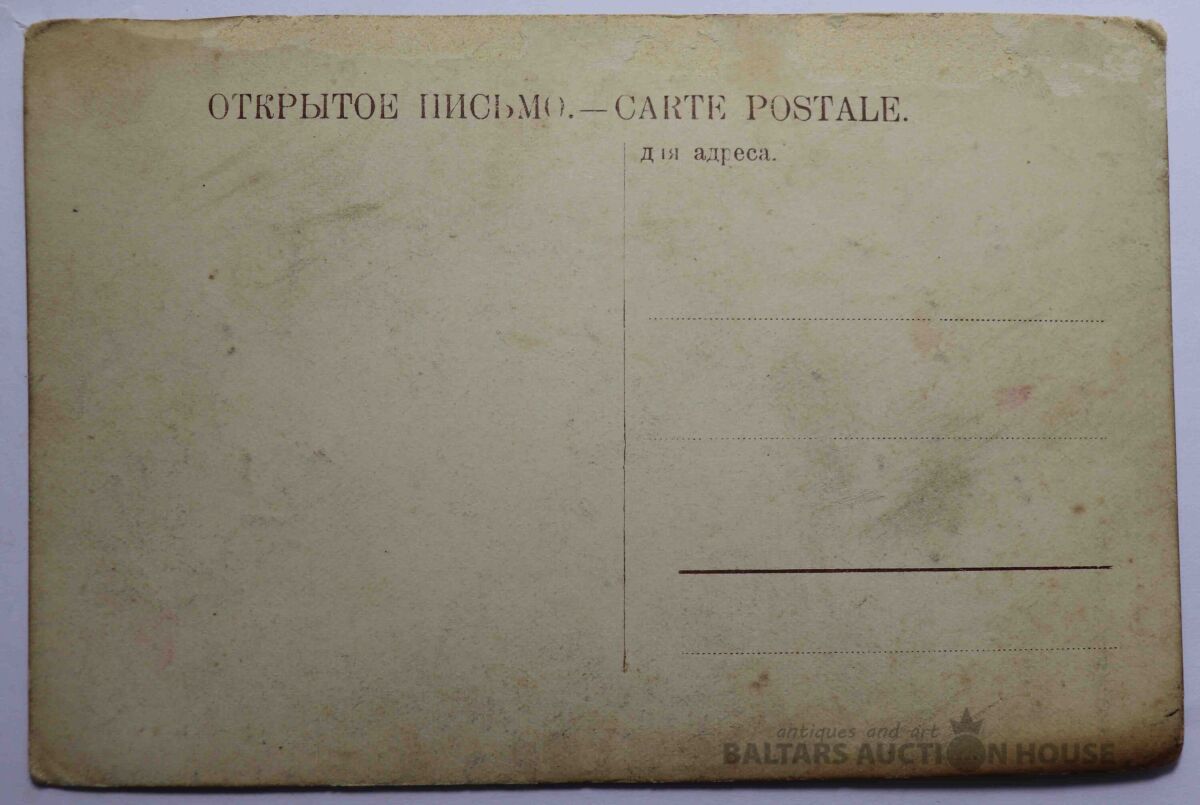 ОТКРЫТОЕ ПИСЬМО.—CARTE POSTALE.
для адреса.
antiques and art
BALTARS AUCTION HOUSE